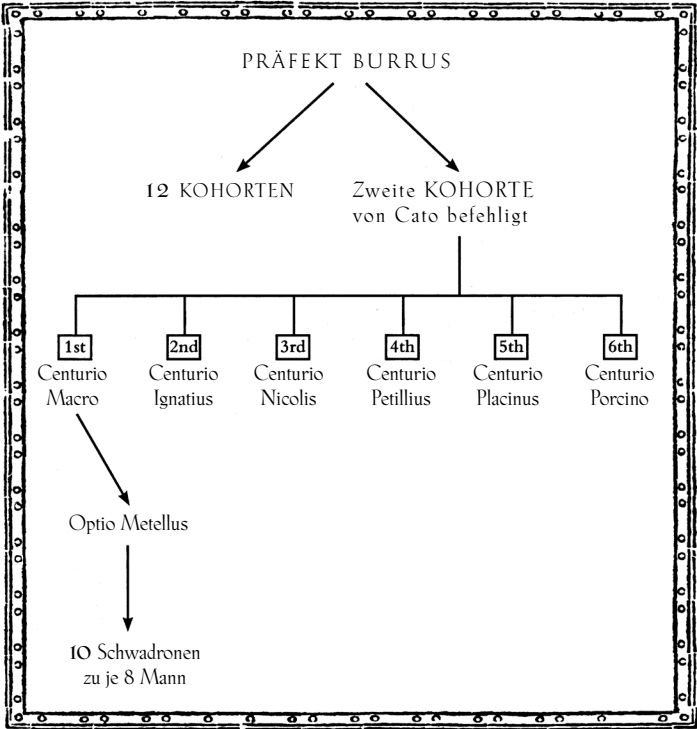 PRÄFEKT BURRUS
12 KOHORTEN
Zweite KOHORTE
von Cato befehligt
1st
2nd
3rd
4th
5th
6th
Centurio
Macro
Centurio
Ignatius
Centurio
Nicolis
Centurio
Petillius
Centurio
Placinus
Centurio
Porcino
Optio Metellus
10 Schwadronen
zu je 8 Mann